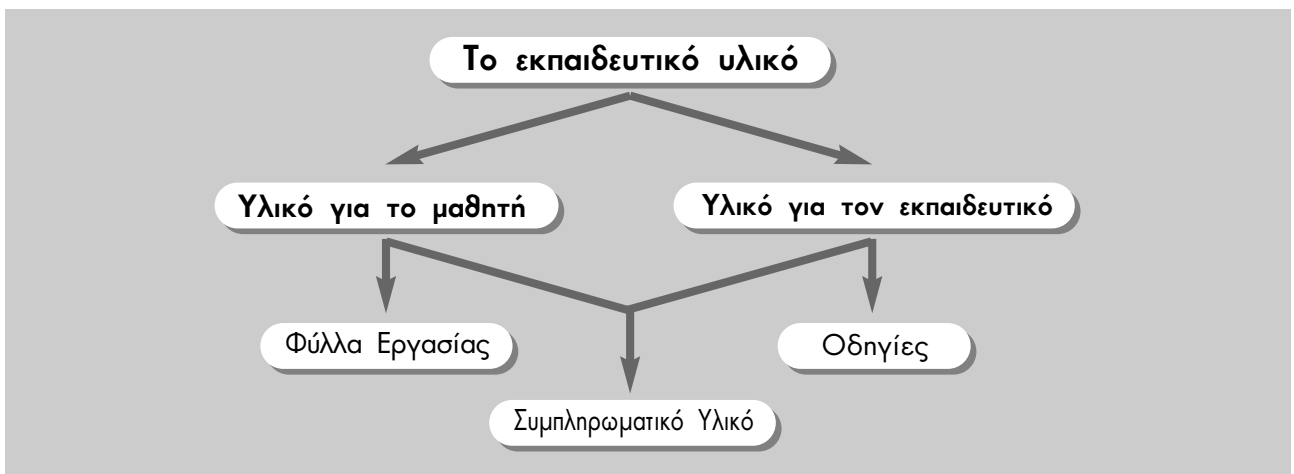 Το εκπαιδευτικό υλικό
Υλικό για το μαθητή
Υλικό για τον εκπαιδευτικό
Φύλλα Εργασίας
Οδηγίες
Συμπληρωματικό Υλικό